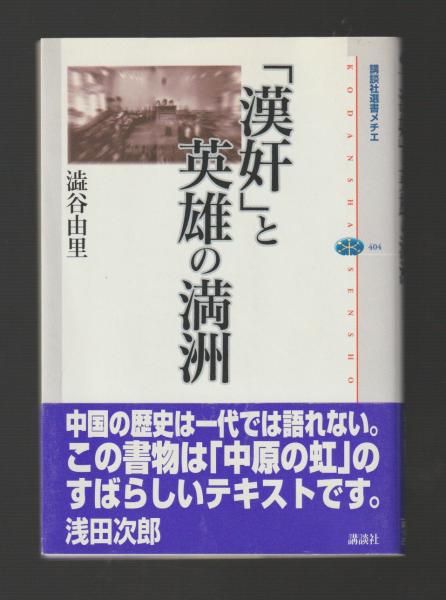 講談社選書メチエ
KODANSHA SENSHO
404
「漢奸」と
英雄の満洲
澁谷由里
中国の歴史は一代では語れない。
この書物は「中原の虹」の
すばらしいテキストです。
浅田次郎
講談社